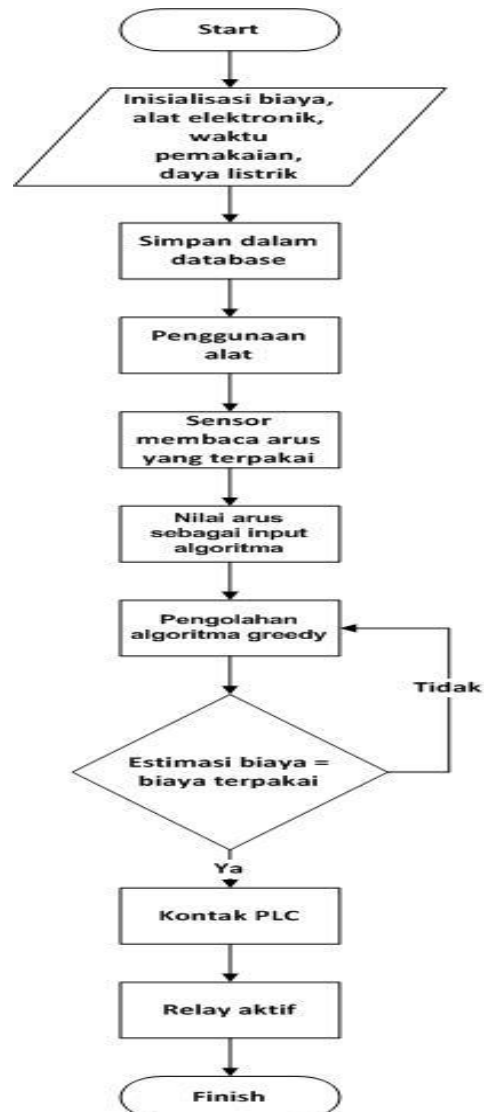 Start
Inisialisasi biaya,
alat elektronik,
waktu
pemakaian,
daya listrik
Simpan dalam
database
Penggunaan
alat
Sensor
membaca arus
yang terpakai
Nilai arus
sebagai input
algoritma
Pengolahan
algoritma greedy
Tidak
Estimasi biaya =
biaya terpakai
Ya
Kontak PLC
Relay aktif
Finish